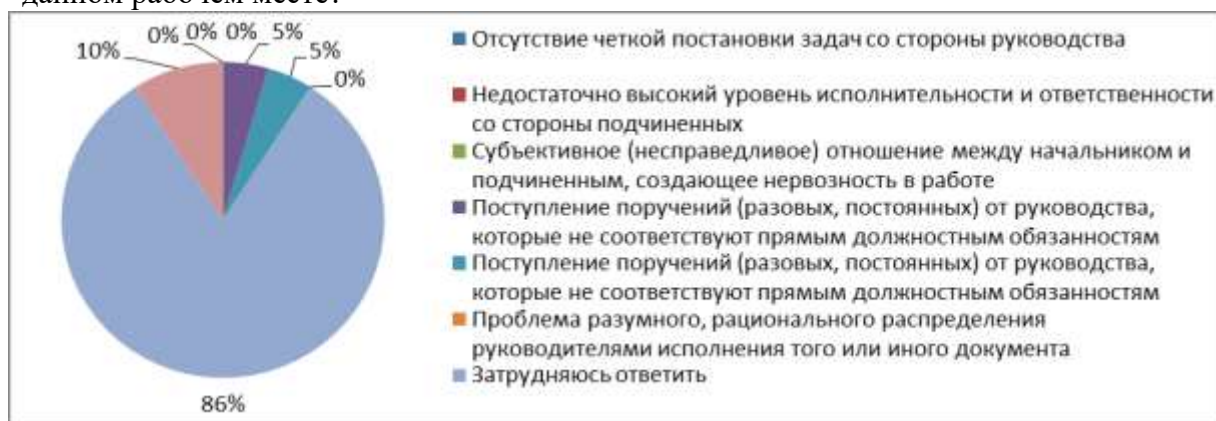 данном рабочем месте?
10%
0%
0%
0%
5%
5%
0%
86%
Отсутствие четкой постановки задач со стороны руководства
Недостаточно высокий уровень исполнительности и ответственности
со стороны подчиненных
Субъективное (несправедливое) отношение между начальником и
подчиненным, создающее нервозность в работе
Поступление поручений (разовых, постоянных) от руководства,
которые не соответствуют прямым должностным обязанностям
Поступление поручений (разовых, постоянных) от руководства,
которые не соответствуют прямым должностным обязанностям
Проблема разумного, рационального распределения
руководителями исполнения того или иного документа
Затрудняюсь ответить